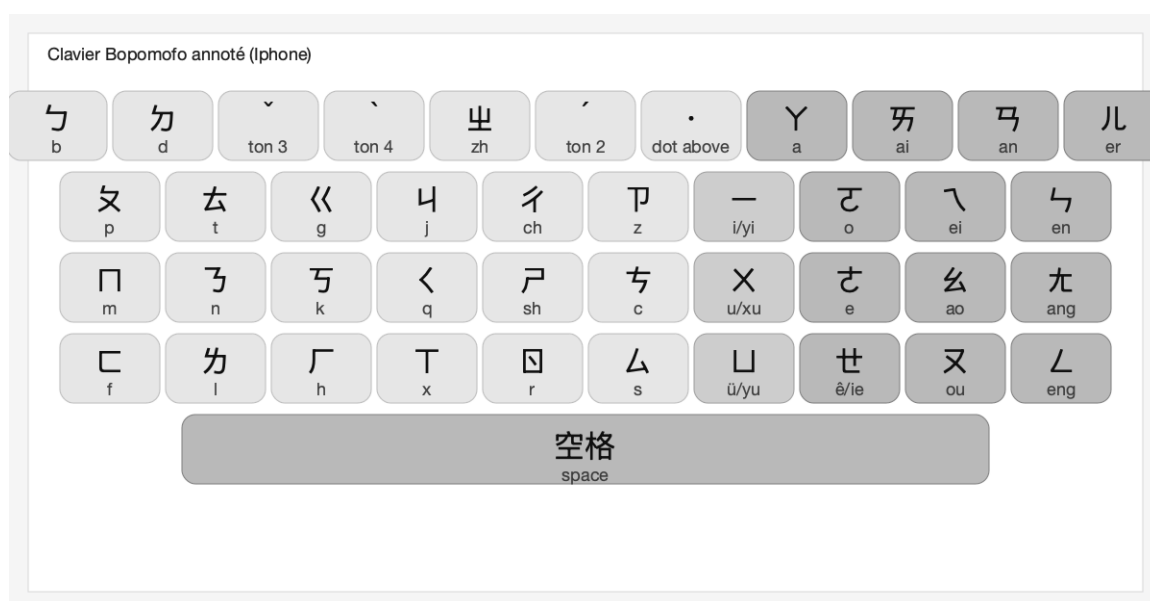 Clavier Bopomofo annoté (Iphone)
ㄅ ㄉ ˇ ˋ ㄓ ˊ ˙ ㄚ ㄞ ㄢ ㄦ
b d ton 3 ton 4 zh ton 2 dot above a ai an er
ㄆ ㄊ ㄍ ㄐ ㄔ ㄗ ㄧ ㄛ ㄟ ㄣ
p t g j ch z i/yi o ei en
ㄇ ㄋ ㄎ ㄑ ㄕ ㄘ ㄨ ㄜ ㄠ ㄤ
m n k q sh c u/xu e ao ang
ㄈ ㄌ ㄏ ㄒ ㄖ ㄙ ㄩ ㄝ ㄡ ㄥ
f l h x r s ü/yu ê/ie ou eng
空格
space